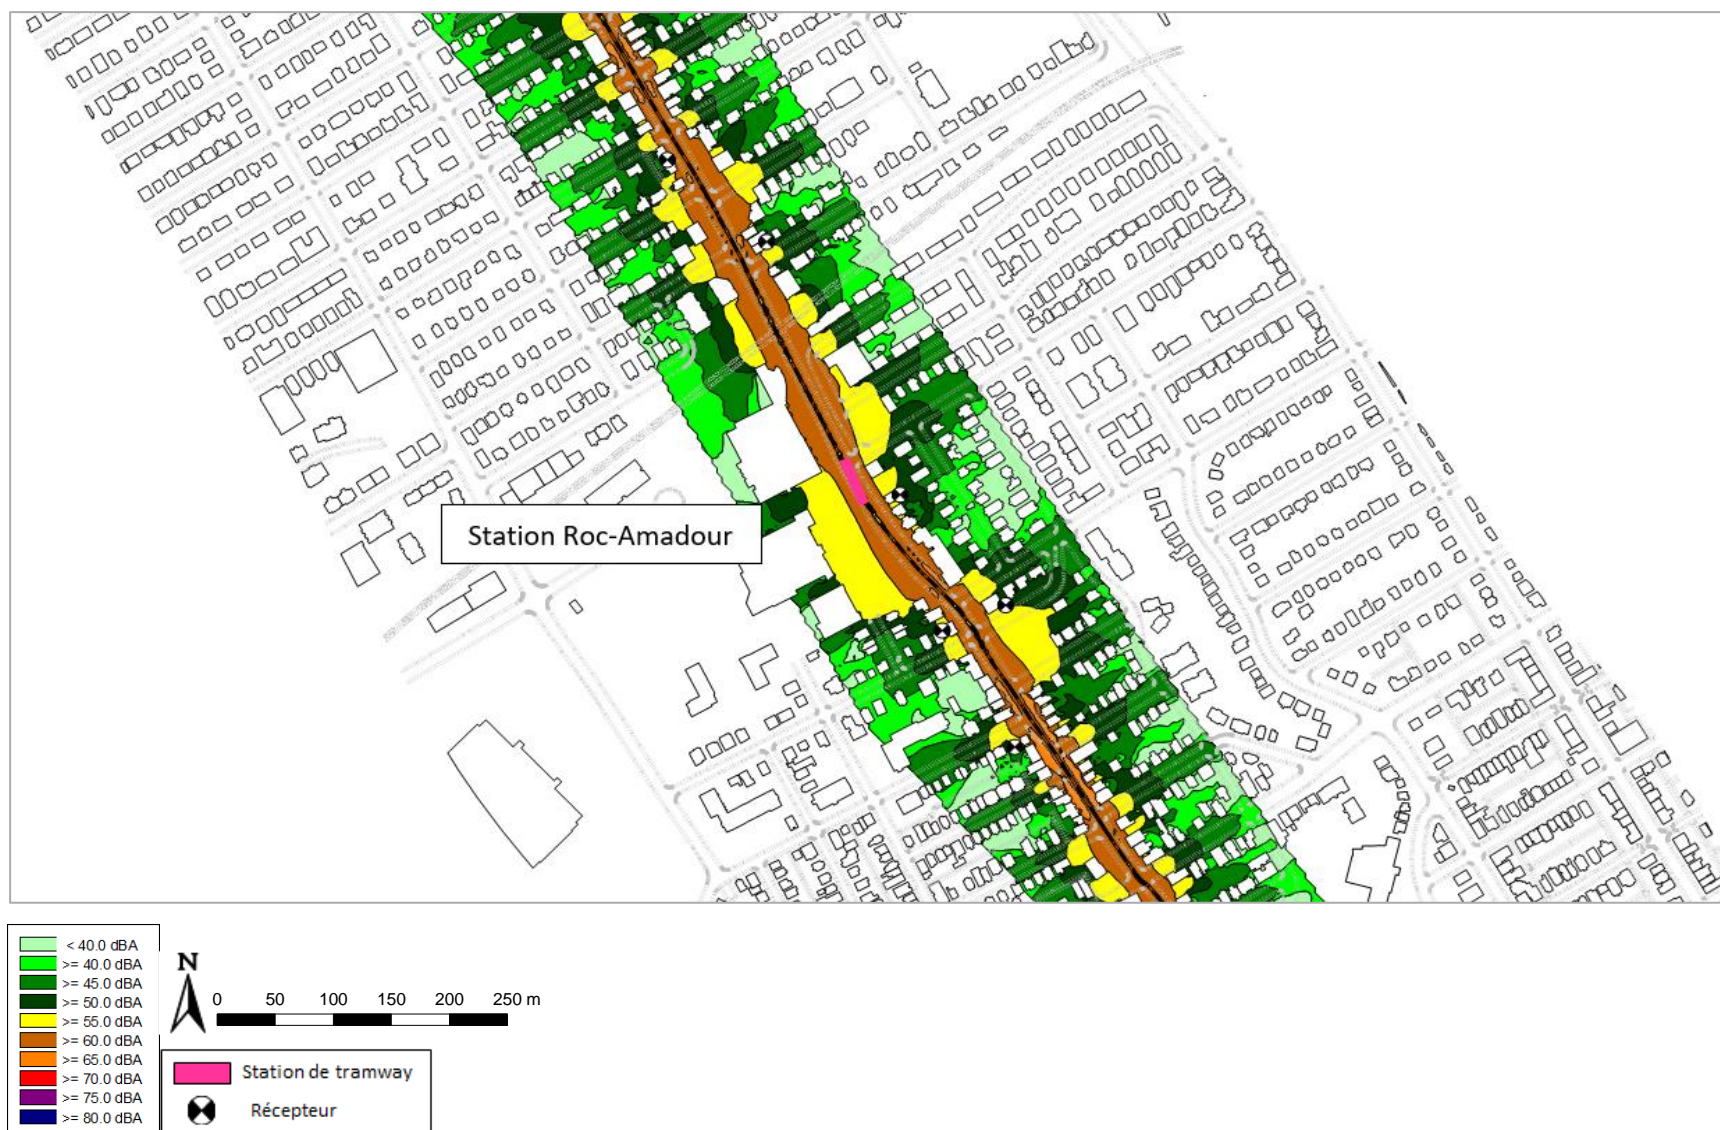 Station Roc-Amadour
< 40.0 dBA
>= 40.0 dBA
>= 45.0 dBA
>= 50.0 dBA
>= 55.0 dBA
>= 60.0 dBA
>= 65.0 dBA
>= 70.0 dBA
>= 75.0 dBA
>= 80.0 dBA
N
0 50 100 150 200 250 m
Station de tramway
Récepteur